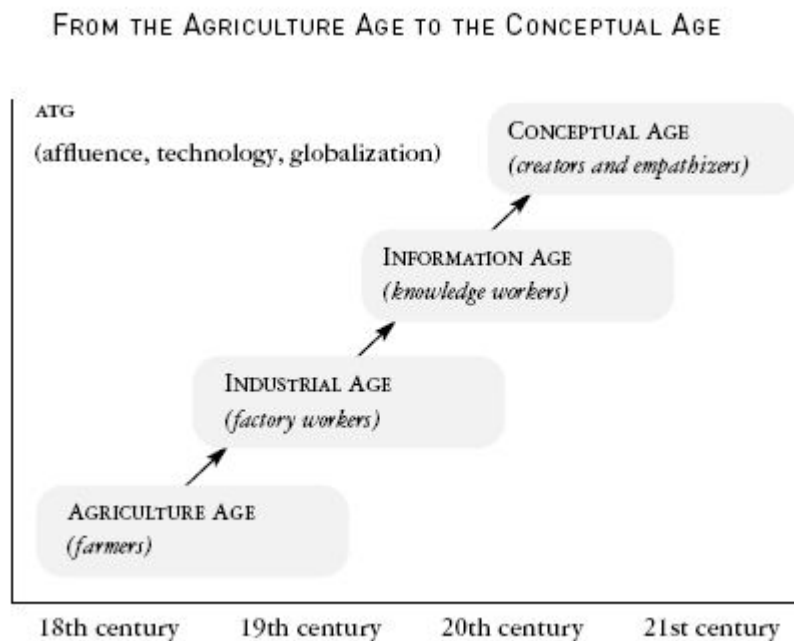 FROM THE AGRICULTURE AGE TO THE CONCEPTUAL AGE
ATG
(affluence, technology, globalization)
CONCEPTUAL AGE
(creators and empathizers)
INFORMATION AGE
(knowledge workers)
INDUSTRIAL AGE
(factory workers)
AGRICULTURE AGE
(farmers)
18th century 19th century 20th century 21st century